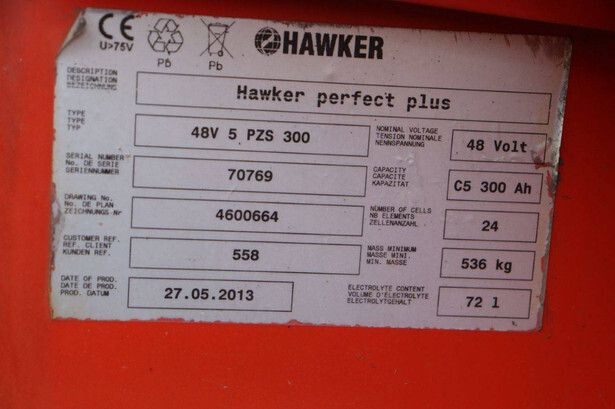 CE
U>75V
Pb
Pb
HAWKER
DESCRIPTION
DESIGNATION
BEZEICHNUNG
Hawker perfect plus
TYPE
TYPE
TYP
48V 5 PZS 300
NOMINAL VOLTAGE
TENSION NOMINALE
NENNSPANNUNG
48 Volt
SERIAL NUMBER
No. DE SERIE
SERIENNUMMER
70769
CAPACITY
CAPACITE
KAPAZITAT
C5 300 Ah
DRAWING No.
No. DE PLAN
ZEICHNUNGS-Nr
4600664
NUMBER OF CELLS
NB ELEMENTS
ZELLENANZAHL
24
CUSTOMER REF.
REF. CLIENT
KUNDEN REF.
558
MASS MINIMUM
MASSE MINI.
MIN. MASSE
536 kg
DATE OF PROD.
DATE DE PROD.
PROD. DATUM
27.05.2013
ELECTROLYTE CONTENT
VOLUME D'ELECTROLYTE
ELECTROLYTGEHALT
72 l